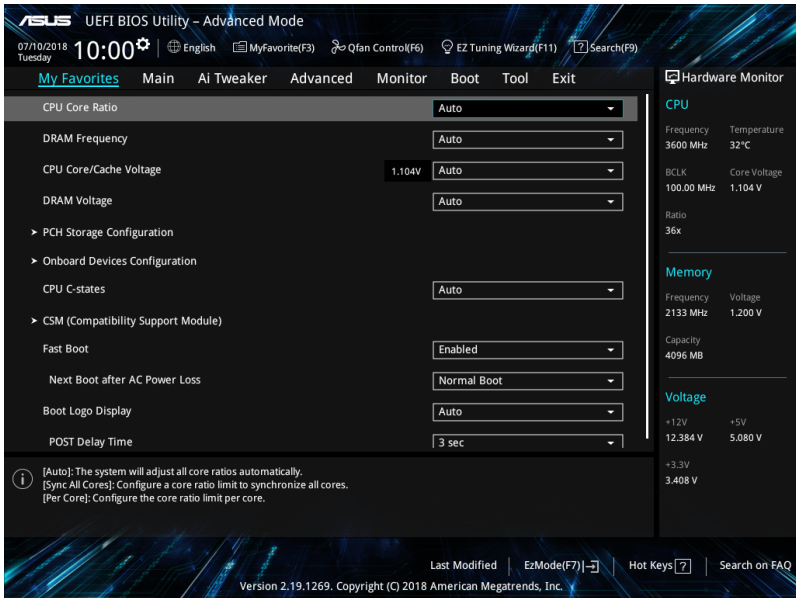 ASUS UEFI BIOS Utility – Advanced Mode
07/10/2018 Tuesday 10:00 English MyFavorite(F3) Qfan Control(F6) EZ Tuning Wizard(F11) ? Search(F9)
My Favorites Main Ai Tweaker Advanced Monitor Boot Tool Exit
CPU Core Ratio Auto
DRAM Frequency Auto
CPU Core/Cache Voltage 1.104V Auto
DRAM Voltage Auto
> PCH Storage Configuration
> Onboard Devices Configuration
CPU C-states Auto
> CSM (Compatibility Support Module)
Fast Boot Enabled
Next Boot after AC Power Loss Normal Boot
Boot Logo Display Auto
POST Delay Time 3 sec
[Auto]: The system will adjust all core ratios automatically.
[Sync All Cores]: Configure a core ratio limit to synchronize all cores.
[Per Core]: Configure the core ratio limit per core.
Hardware Monitor
CPU
Frequency Temperature
3600 MHz 32°C
BCLK Core Voltage
100.00 MHz 1.104 V
Ratio
36x
Memory
Frequency Voltage
2133 MHz 1.200 V
Capacity
4096 MB
Voltage
+12V +5V
12.384 V 5.080 V
+3.3V
3.408 V
Last Modified EzMode(F7) Hot Keys ? Search on FAQ
Version 2.19.1269. Copyright (C) 2018 American Megatrends, Inc.